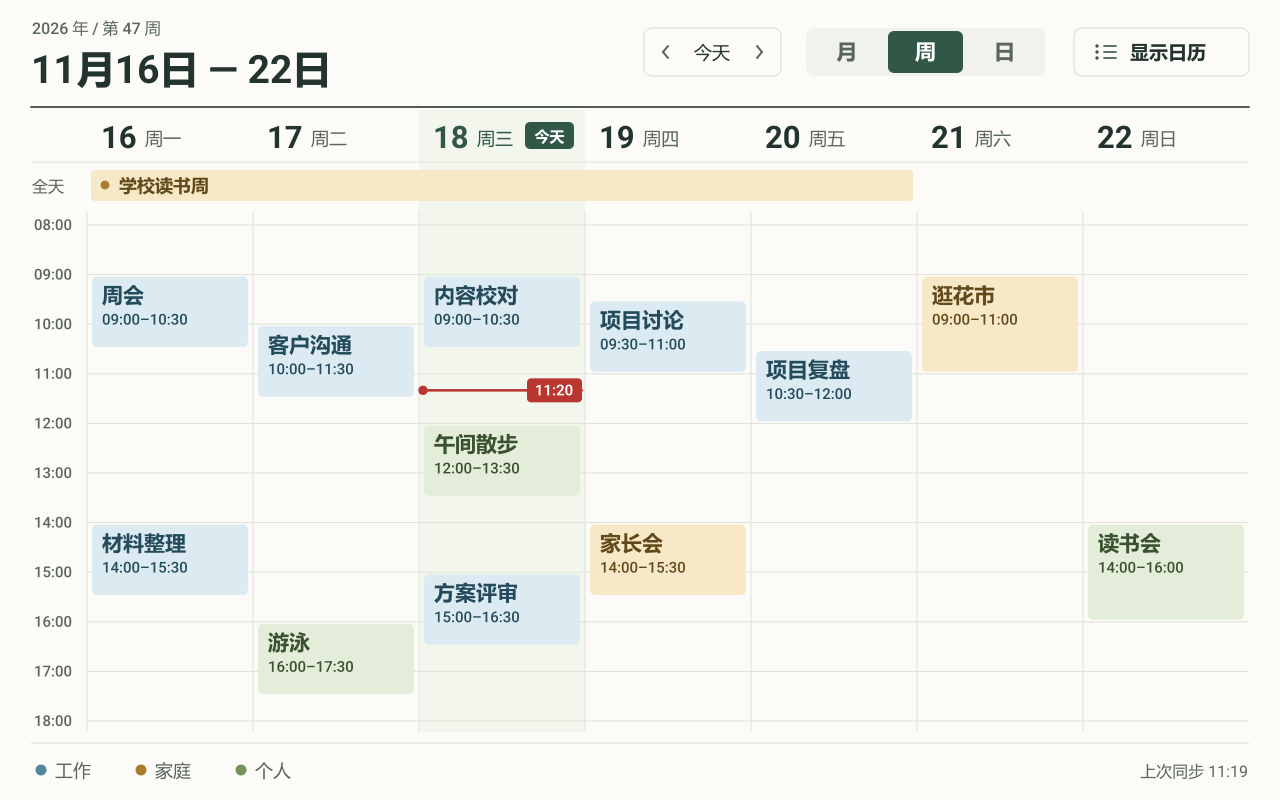 2026 年 / 第 47 周
11月16日 — 22日
今天
月
周
日
显示日历
16 周一
17 周二
18 周三 今天
19 周四
20 周五
21 周六
22 周日
全天
学校读书周
08:00
09:00
10:00
11:00
12:00
13:00
14:00
15:00
16:00
17:00
18:00
周会
09:00–10:30
材料整理
14:00–15:30
客户沟通
10:00–11:30
游泳
16:00–17:30
内容校对
09:00–10:30
11:20
午间散步
12:00–13:30
方案评审
15:00–16:30
项目讨论
09:30–11:00
家长会
14:00–15:30
项目复盘
10:30–12:00
逛花市
09:00–11:00
读书会
14:00–16:00
工作
家庭
个人
上次同步 11:19